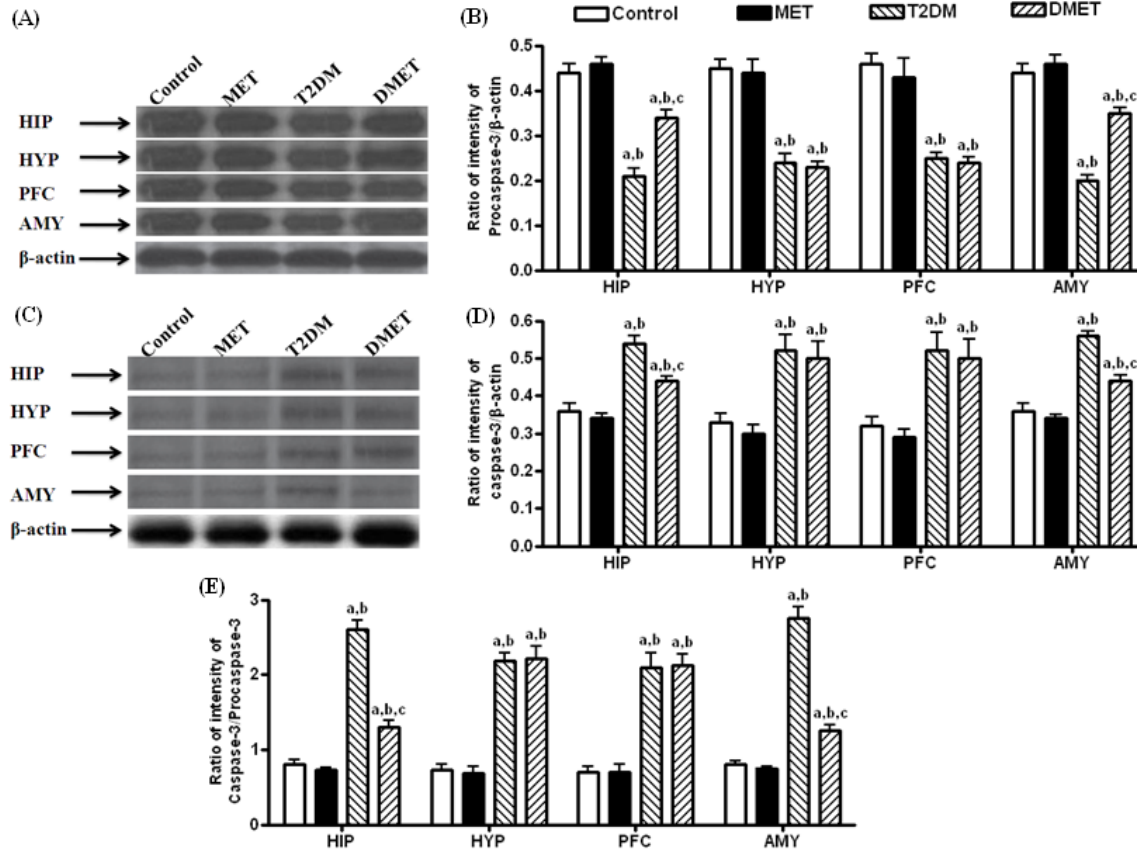 (A)
Control MET T2DM DMET
HIP
HYP
PFC
AMY
β-actin
(B)
Control MET T2DM DMET
Ratio of intensity of
Procaspase-3/β-actin
0.5
0.4
0.3
0.2
0.1
0.0
a,b a,b,c a,b a,b a,b a,b a,b a,b,c
HIP HYP PFC AMY
(C)
Control MET T2DM DMET
HIP
HYP
PFC
AMY
β-actin
(D)
Ratio of intensity of
caspase-3/β-actin
0.6
0.5
0.4
0.3
0.2
0.1
0.0
a,b a,b,c a,b a,b a,b a,b a,b a,b,c
HIP HYP PFC AMY
(E)
Ratio of intensity of
Caspase-3/Procaspase-3
3
2
1
0
a,b a,b,c a,b a,b a,b a,b a,b a,b,c
HIP HYP PFC AMY